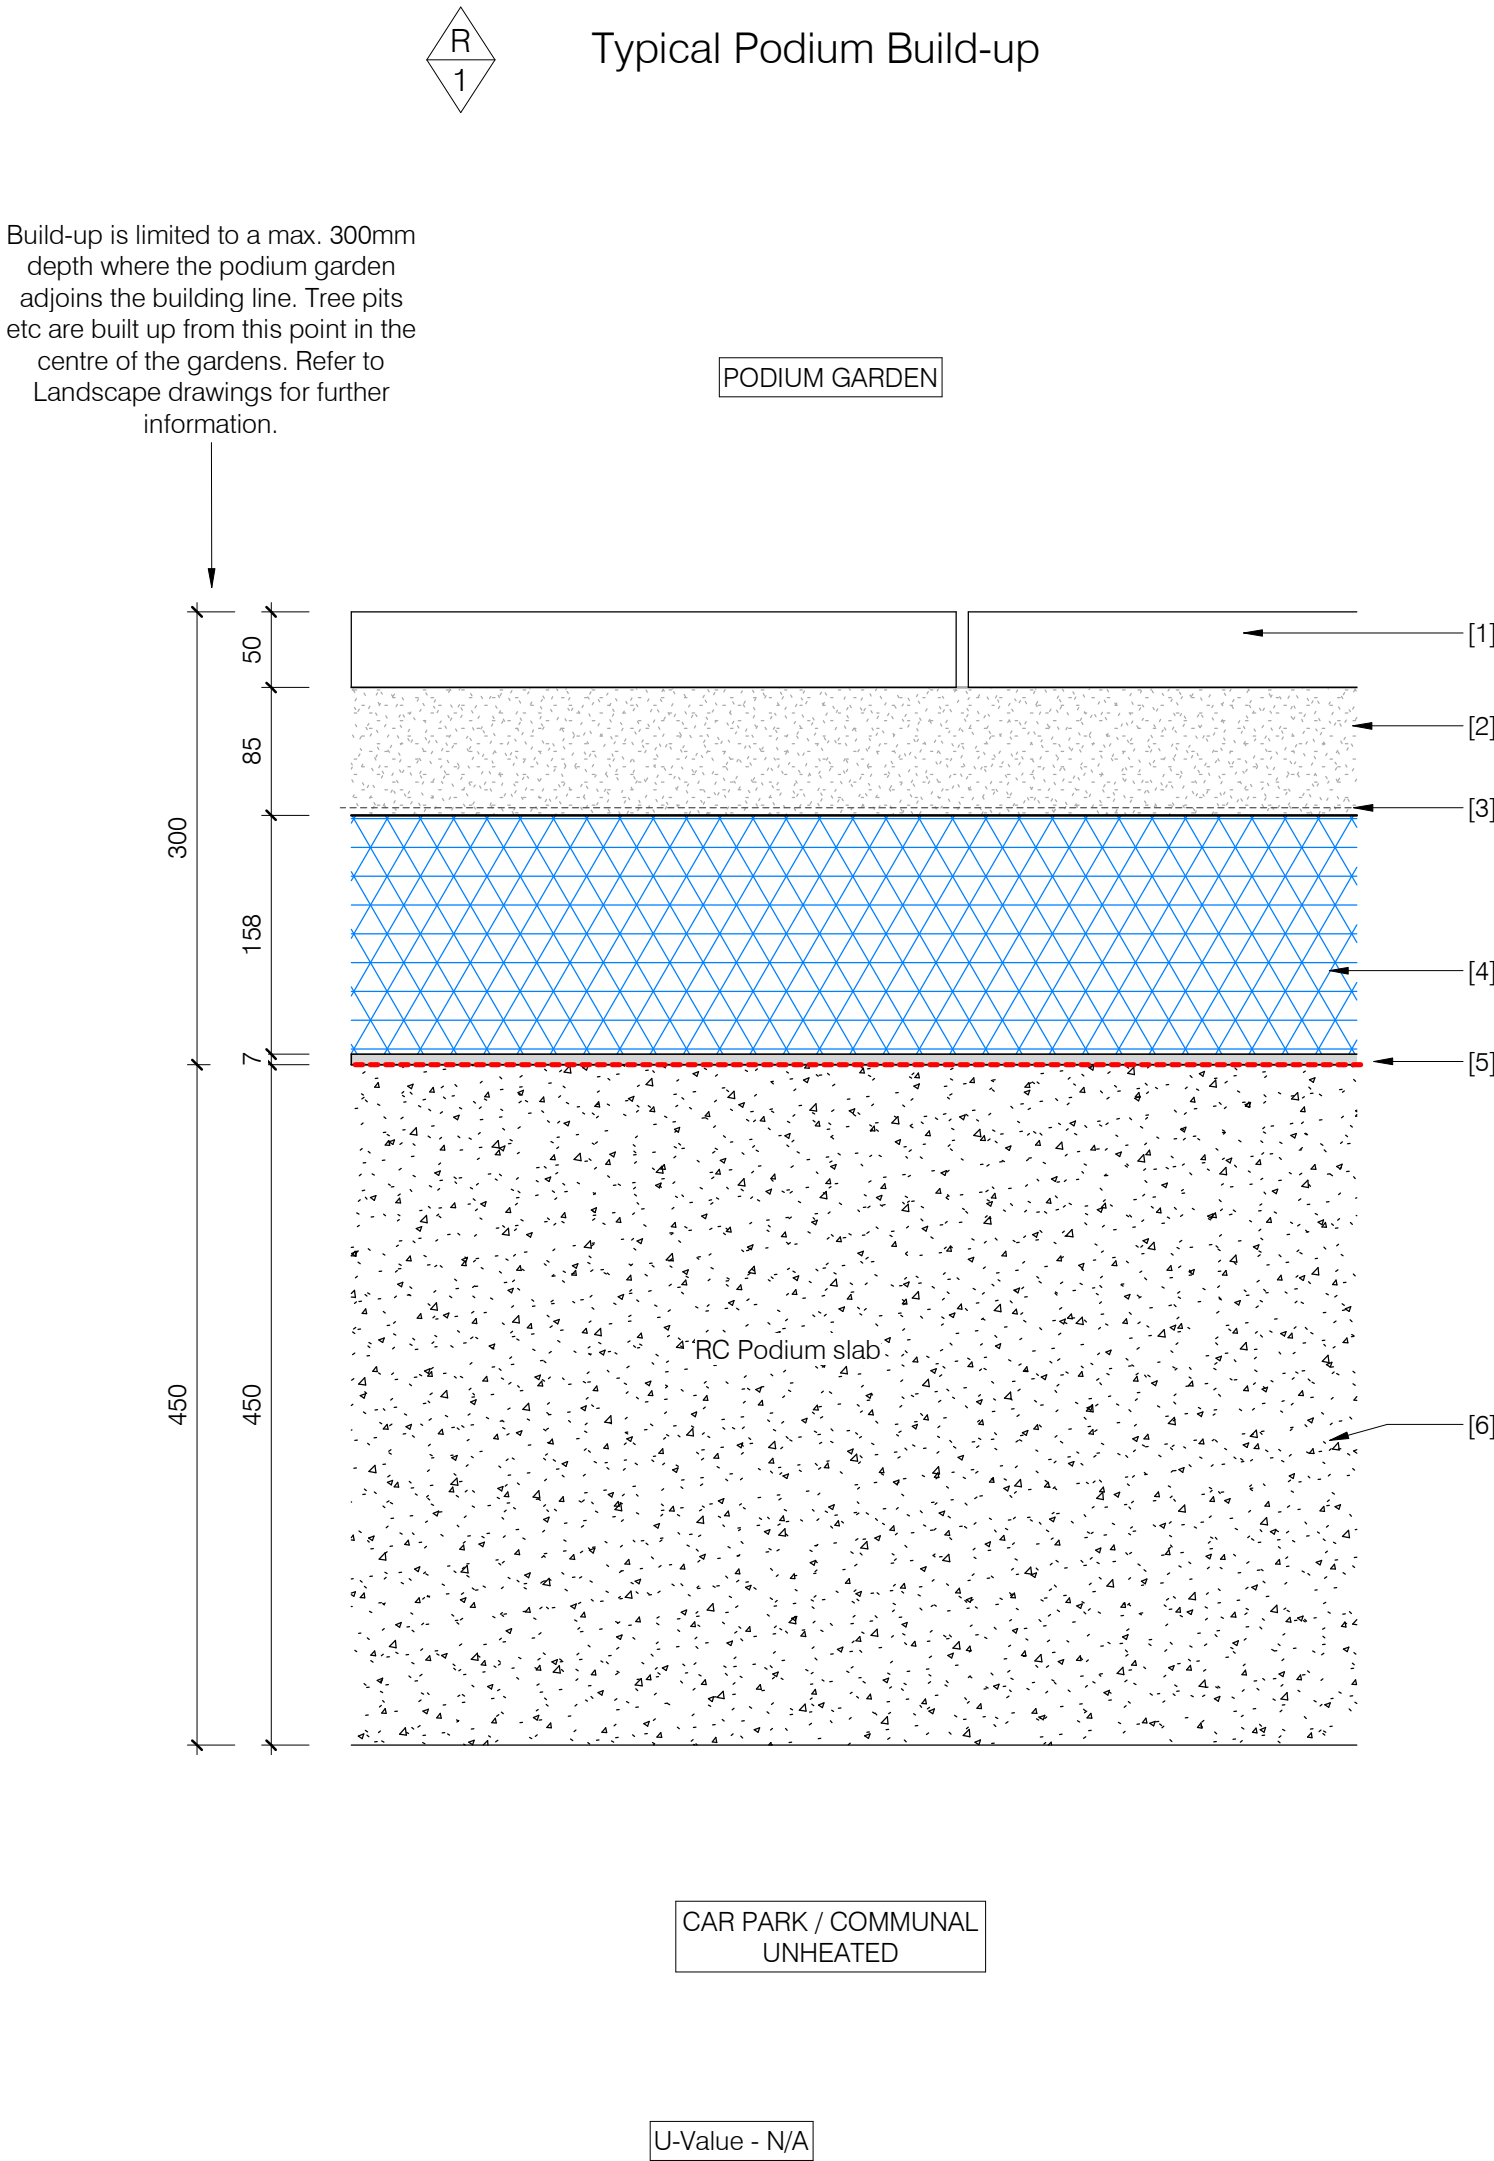 R
1
Typical Podium Build-up
Build-up is limited to a max. 300mm
depth where the podium garden
adjoins the building line. Tree pits
etc are built up from this point in the
centre of the gardens. Refer to
Landscape drawings for further
information.
PODIUM GARDEN
50
[1]
85
[2]
[3]
300
158
[4]
7
[5]
RC Podium slab
450
450
[6]
CAR PARK / COMMUNAL
UNHEATED
U-Value - N/A